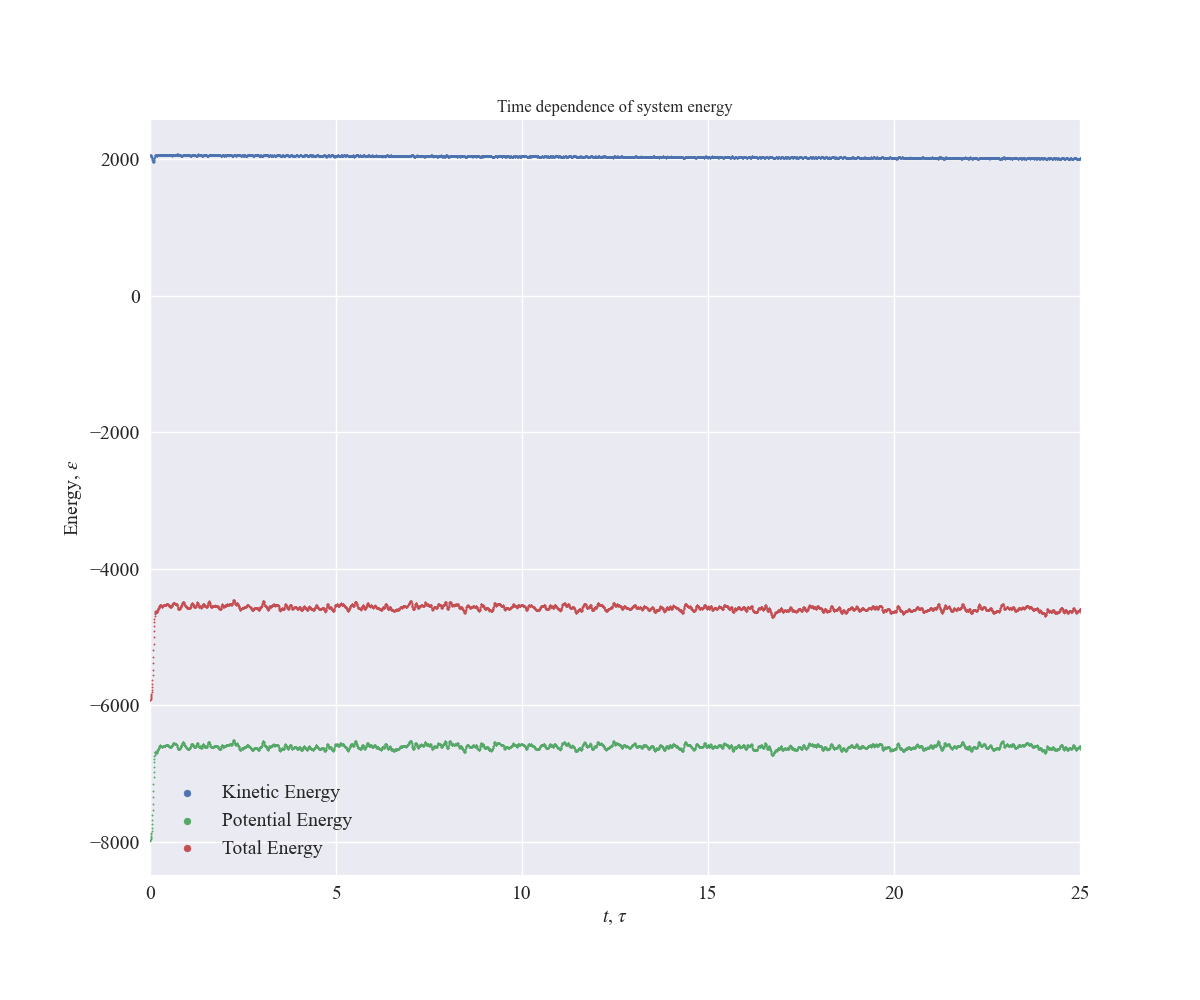 Time dependence of system energy
2000
0
−2000
−4000
−6000
−8000
Energy, ε
Kinetic Energy
Potential Energy
Total Energy
0 5 10 15 20 25
t, τ